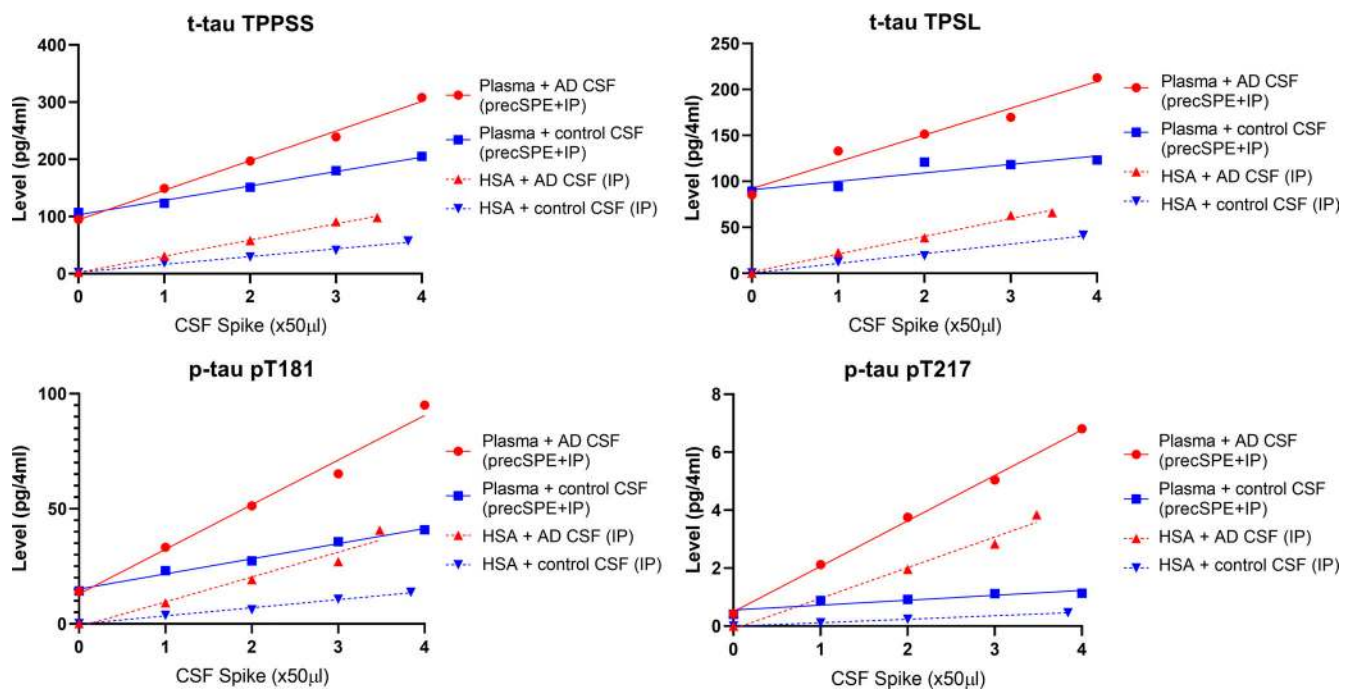 t-tau TPPSS
400
300
200
100
0
Level (pg/4ml)
0 1 2 3 4
CSF Spike (x50μl)
Plasma + AD CSF
(precSPE+IP)
Plasma + control CSF
(precSPE+IP)
HSA + AD CSF (IP)
HSA + control CSF (IP)
t-tau TPSL
250
200
150
100
50
0
Level (pg/4ml)
0 1 2 3 4
CSF Spike (x50μl)
Plasma + AD CSF
(precSPE+IP)
Plasma + control CSF
(precSPE+IP)
HSA + AD CSF (IP)
HSA + control CSF (IP)
p-tau pT181
100
50
0
Level (pg/4ml)
0 1 2 3 4
CSF Spike (x50μl)
Plasma + AD CSF
(precSPE+IP)
Plasma + control CSF
(precSPE+IP)
HSA + AD CSF (IP)
HSA + control CSF (IP)
p-tau pT217
8
6
4
2
0
Level (pg/4ml)
0 1 2 3 4
CSF Spike (x50μl)
Plasma + AD CSF
(precSPE+IP)
Plasma + control CSF
(precSPE+IP)
HSA + AD CSF (IP)
HSA + control CSF (IP)